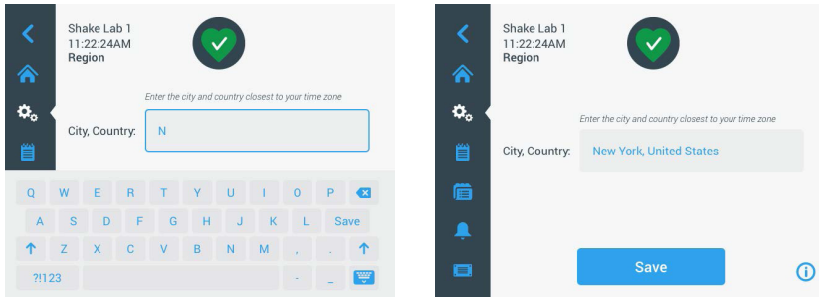 Shake Lab 1
11:22:24AM
Region
Enter the city and country closest to your time zone
City, Country: N
Q W E R T Y U I O P
A S D F G H J K L Save
Z X C V B N M , .
?!123 - _
Shake Lab 1
11:22:24AM
Region
Enter the city and country closest to your time zone
City, Country: New York, United States
Save